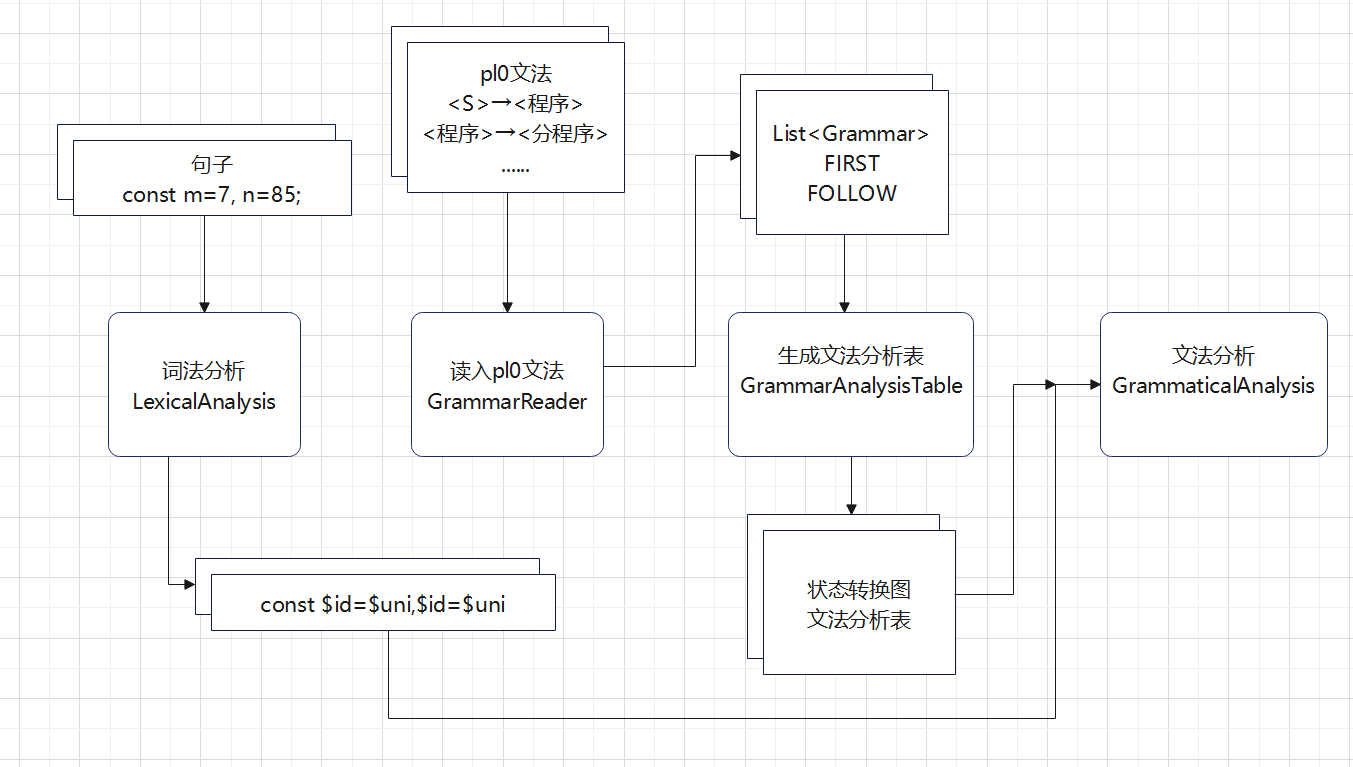 pl0文法
<S>→<程序>
<程序>→<分程序>
......
句子
const m=7, n=85;
List<Grammar>
FIRST
FOLLOW
词法分析
LexicalAnalysis
读入pl0文法
GrammarReader
生成文法分析表
GrammarAnalysisTable
文法分析
GrammaticalAnalysis
const $id=$uni,$id=$uni
状态转换图
文法分析表